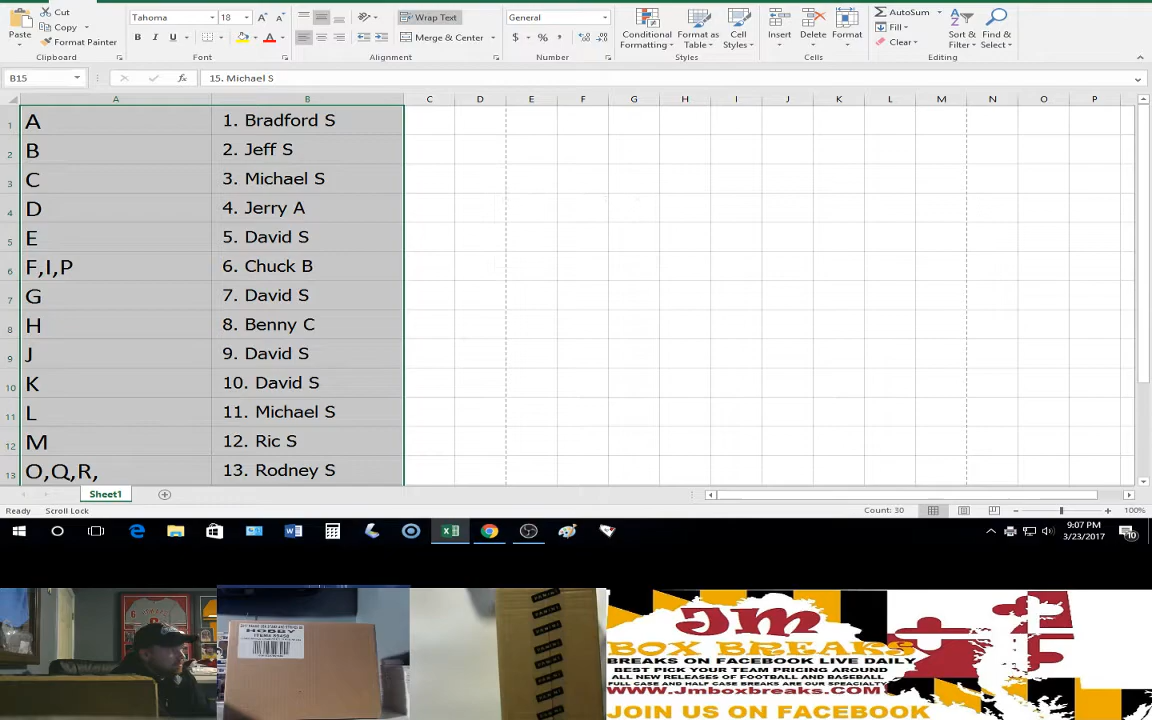 Cut
Copy
Format Painter
Paste
Clipboard
Tahoma 18
B I U
Font
Wrap Text
Merge & Center
Alignment
General
$ % ,
Number
Conditional Formatting
Format as Table
Cell Styles
Styles
Insert
Delete
Format
Cells
AutoSum
Fill
Clear
Sort & Filter
Find & Select
Editing
B15
fx
15. Michael S
A B C D E F G H I J K L M N O P
1 A 1. Bradford S
2 B 2. Jeff S
3 C 3. Michael S
4 D 4. Jerry A
5 E 5. David S
6 F,I,P 6. Chuck B
7 G 7. David S
8 H 8. Benny C
9 J 9. David S
10 K 10. David S
11 L 11. Michael S
12 M 12. Ric S
13 O,Q,R, 13. Rodney S
Sheet1
Ready Scroll Lock
Count: 30
100%
9:07 PM
3/23/2017
10
HOBBY
JM
BOX BREAKS
BREAKS ON FACEBOOK LIVE DAILY
BEST PICK YOUR TEAM PRICING AROUND
ALL NEW RELEASES OF FOOTBALL AND BASEBALL
FULL CASE AND HALF CASE BREAKS ARE OUR SPECIALTY
WWW.JMBOXBREAKS.COM
JOIN US ON FACEBOOK